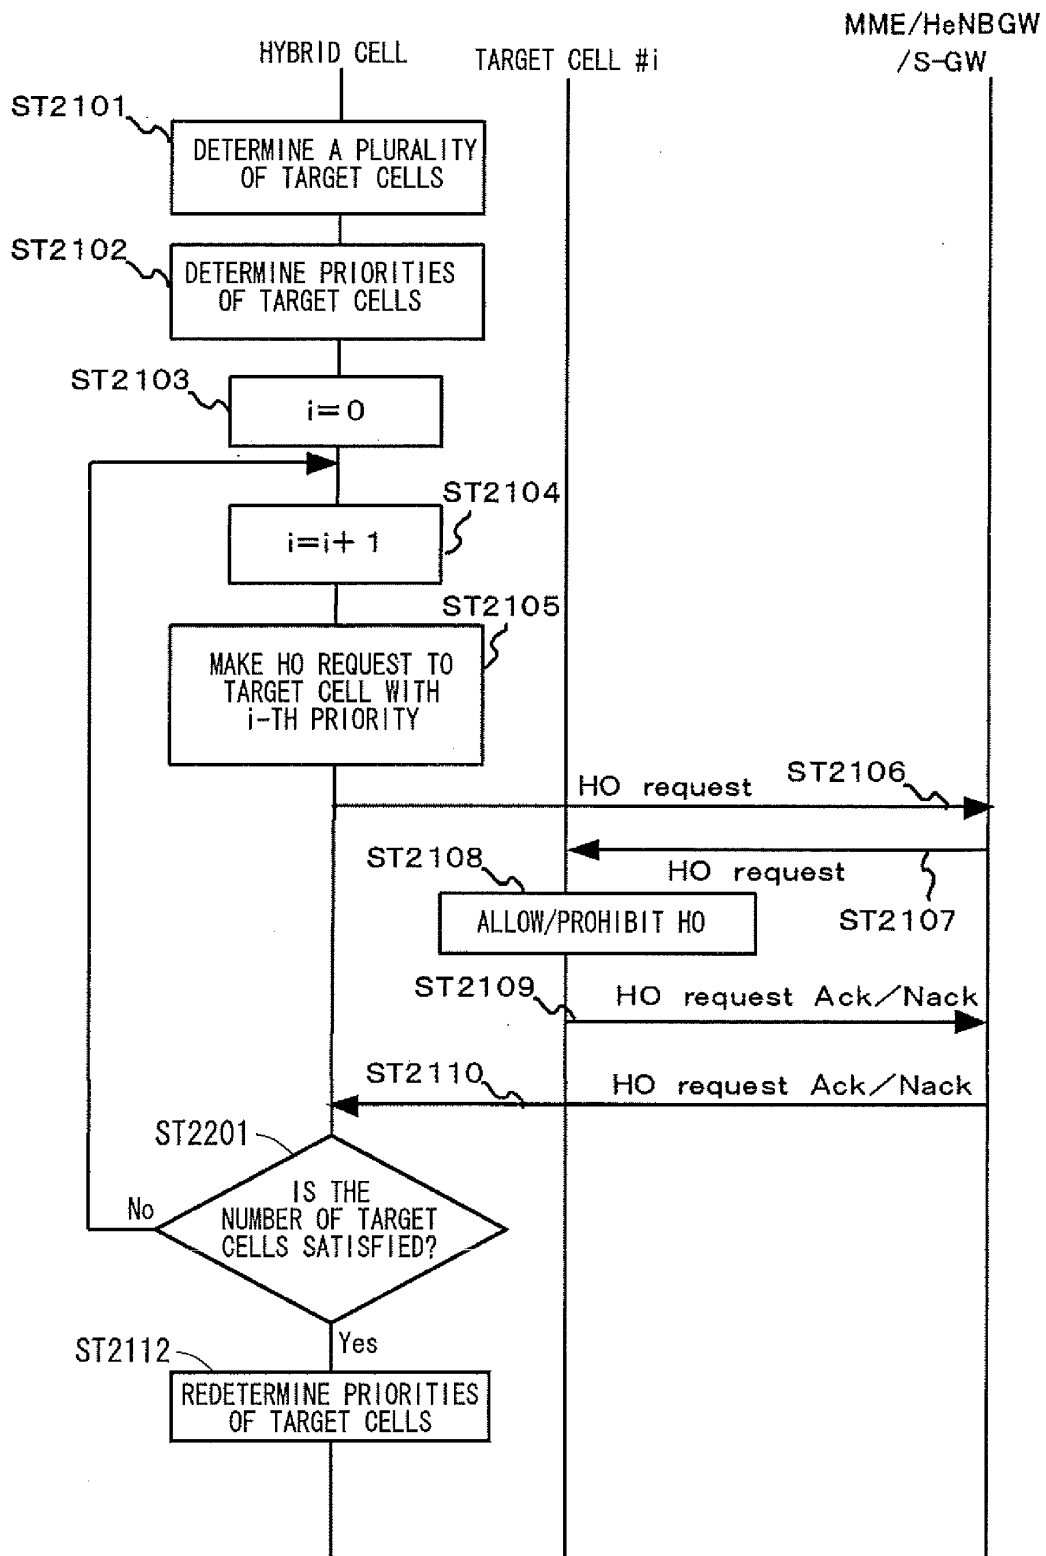 MME/HeNBGW
/S-GW
HYBRID CELL
TARGET CELL #i
ST2101
DETERMINE A PLURALITY
OF TARGET CELLS
ST2102
DETERMINE PRIORITIES
OF TARGET CELLS
ST2103
i=0
ST2104
i=i+ 1
ST2105
MAKE HO REQUEST TO
TARGET CELL WITH
i-TH PRIORITY
ST2106
HO request
ST2108
HO request
ST2107
ALLOW/PROHIBIT HO
ST2109
HO request Ack/Nack
ST2110
HO request Ack/Nack
ST2201
IS THE
NUMBER OF TARGET
CELLS SATISFIED?
No
Yes
ST2112
REDETERMINE PRIORITIES
OF TARGET CELLS